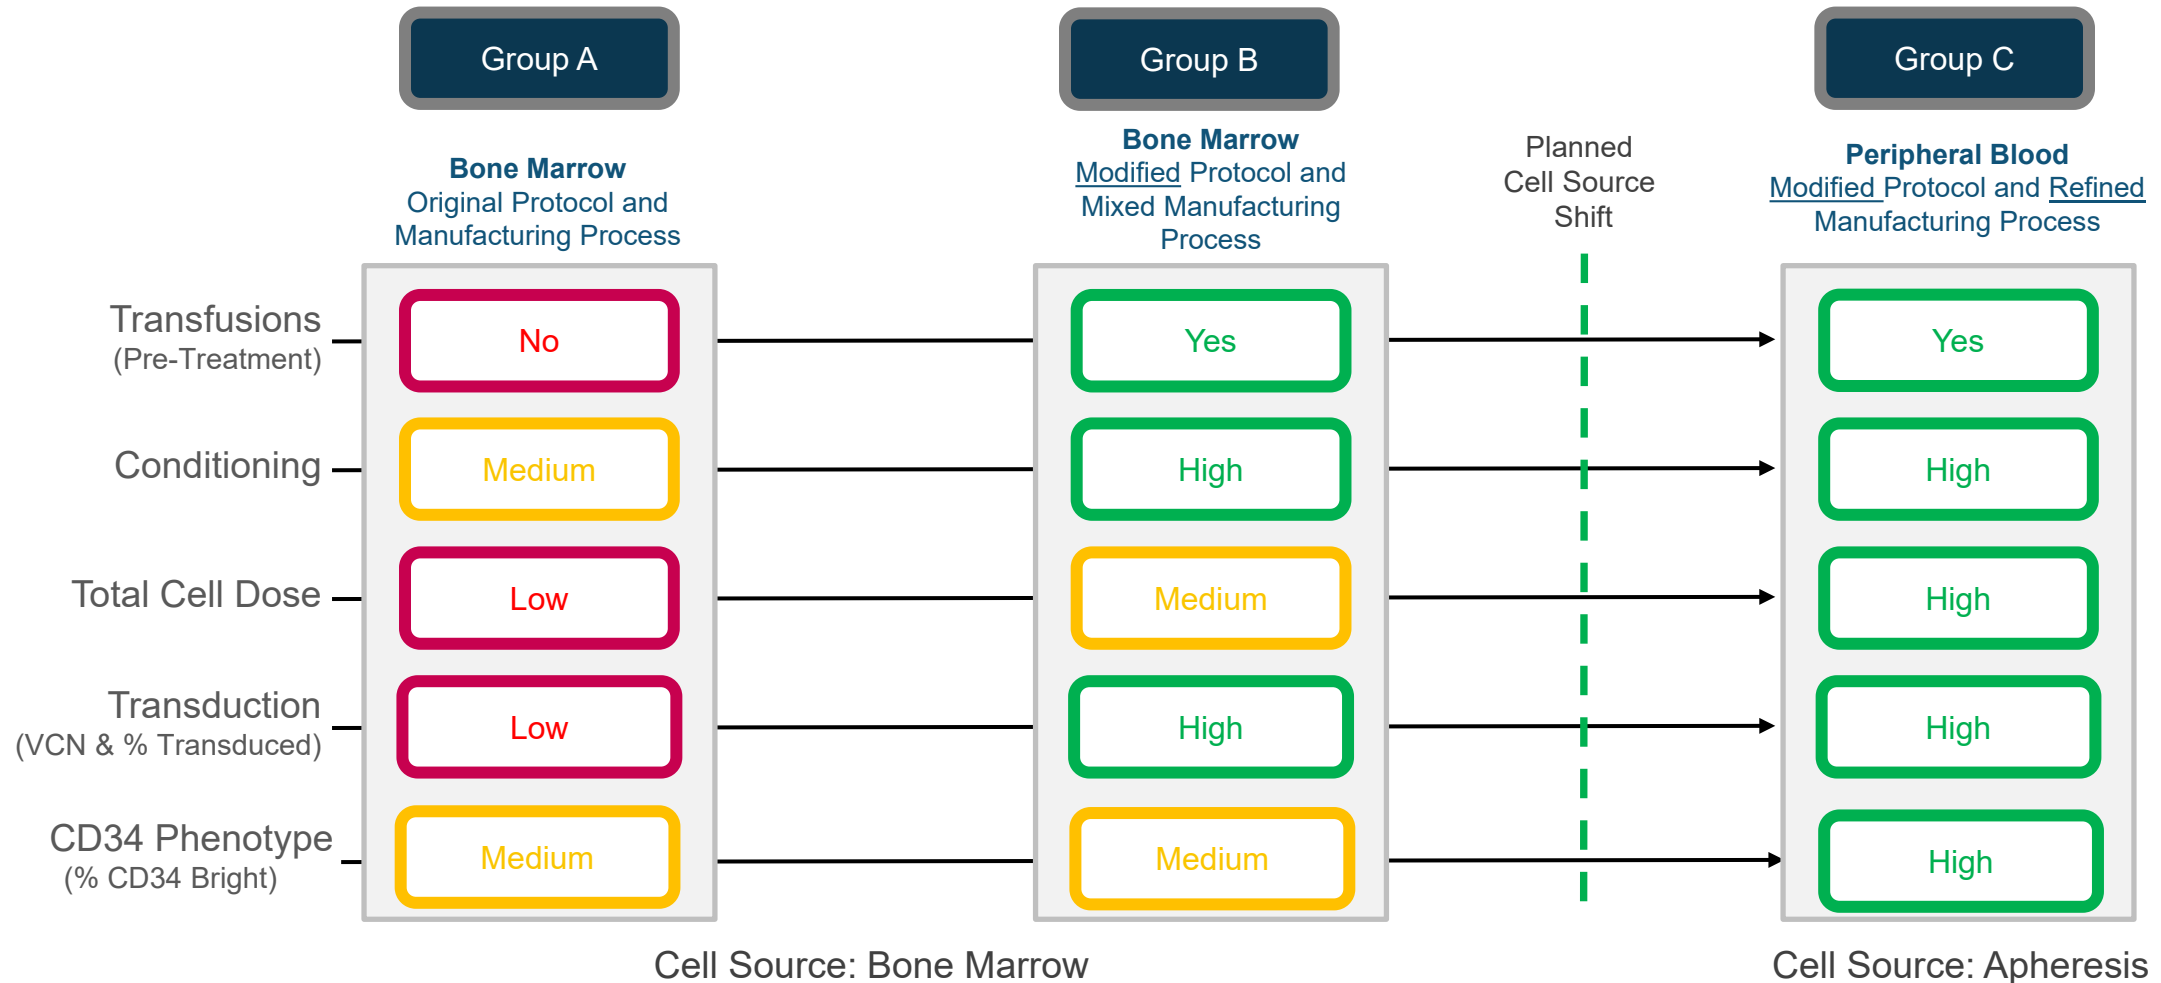 Group A
Group B
Group C
Bone Marrow
Original Protocol and
Manufacturing Process
Bone Marrow
Modified Protocol and
Mixed Manufacturing
Process
Planned
Cell Source
Shift
Peripheral Blood
Modified Protocol and Refined
Manufacturing Process
Transfusions
(Pre-Treatment)
No
Yes
Yes
Conditioning
Medium
High
High
Total Cell Dose
Low
Medium
High
Transduction
(VCN & % Transduced)
Low
High
High
CD34 Phenotype
(% CD34 Bright)
Medium
Medium
High
Cell Source: Bone Marrow
Cell Source: Apheresis